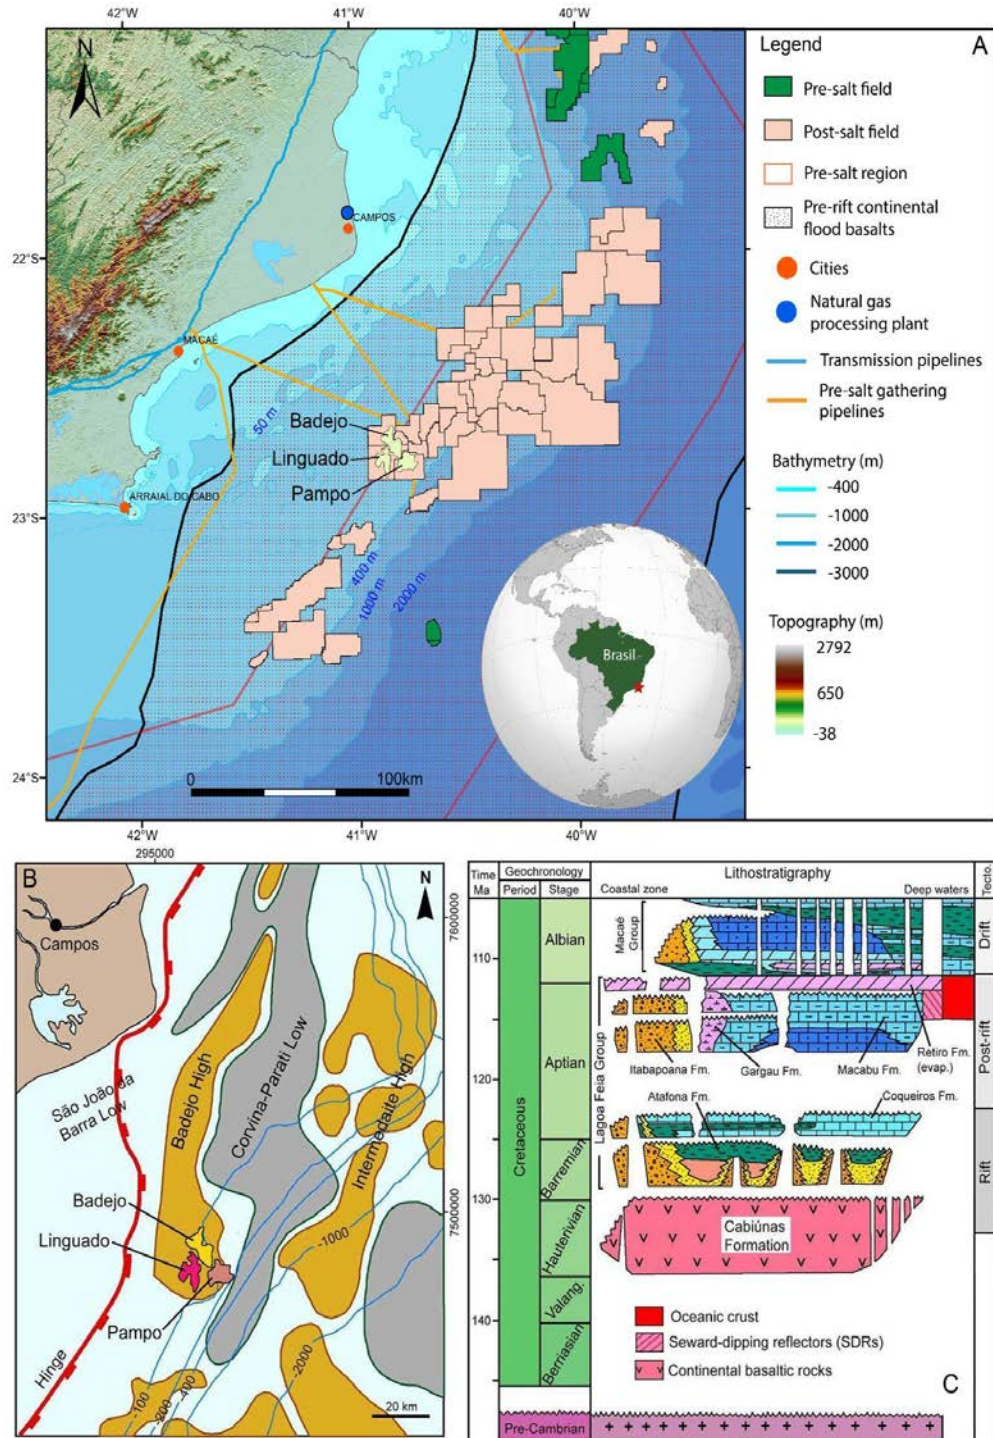 42°W
41°W
40°W
N
A
Legend
Pre-salt field
Post-salt field
Pre-salt region
Pre-rift continental
flood basalts
Cities
Natural gas
processing plant
Transmission pipelines
Pre-salt gathering
pipelines
Bathymetry (m)
-400
-1000
-2000
-3000
Topography (m)
2792
650
-38
CAMPOS
22°S
MACAÉ
50 m
Badejo
Linguado
Pampo
ARRAIAL DO CABO
23°S
400 m
1000 m
2000 m
Brasil
24°S
0
100km
42°W
41°W
40°W
295000
B
N
Campos
7600000
São João da
Barra Low
Badejo High
Corvina-Parati Low
Intermedaite High
7500000
Badejo
Linguado
Pampo
-1000
Hinge
-100
-200
-400
-2000
20 km
Time
Ma
Geochronology
Period
Stage
Lithostratigraphy
Coastal zone
Deep waters
Tecto.
110
120
130
140
Cretaceous
Albian
Aptian
Barremian
Hauterivian
Valang.
Berriasian
Pre-Cambrian
Macaé
Group
Lagoa Feia Group
Itabapoana Fm.
Gargau Fm.
Macabu Fm.
Retiro Fm.
(evap.)
Atafona Fm.
Coqueiros Fm.
Cabiúnas
Formation
Drift
Post-rift
Rift
Oceanic crust
Seward-dipping reflectors (SDRs)
Continental basaltic rocks
C